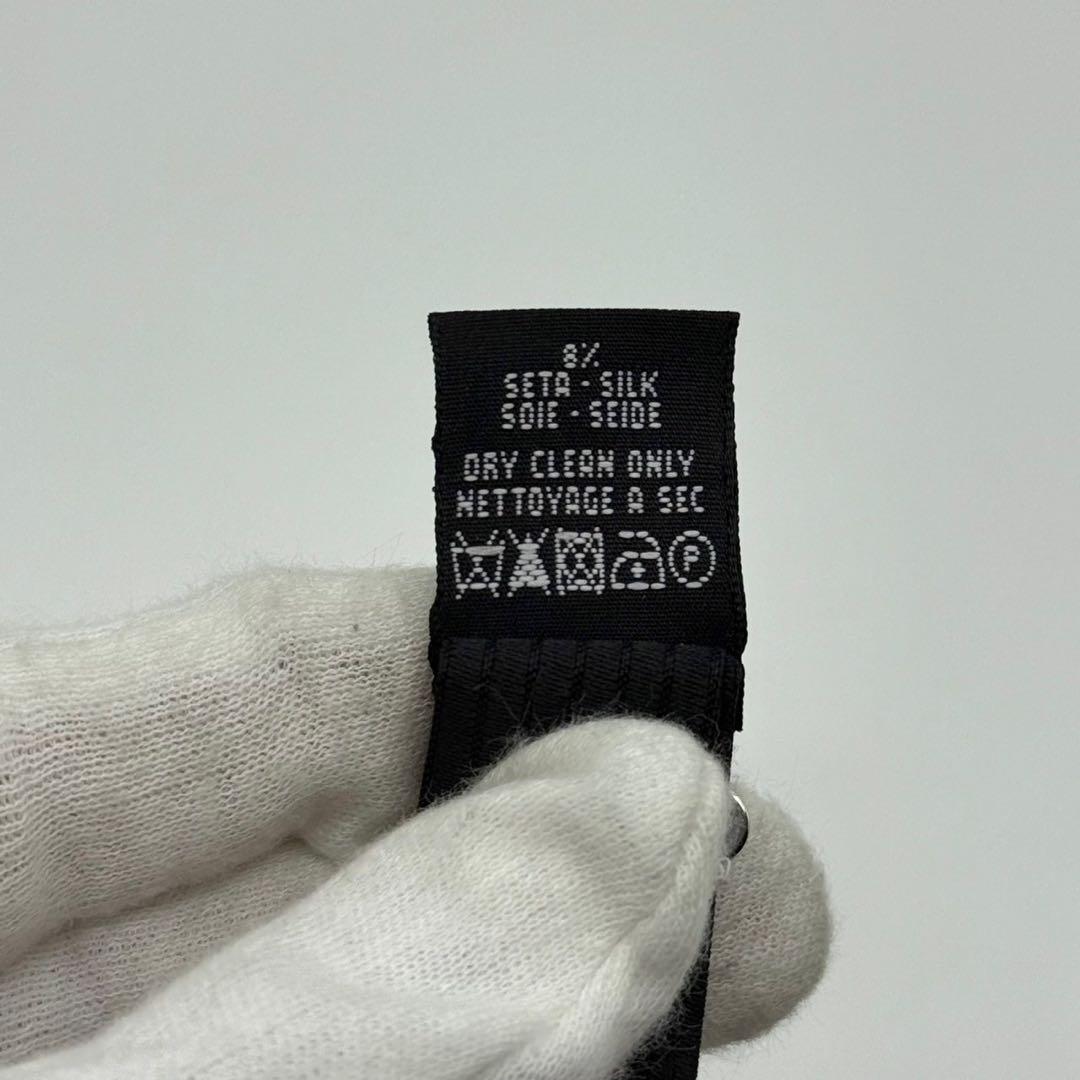 8%
SETA - SILK
SOIE - SEIDE
DRY CLEAN ONLY
NETTOYAGE A SEC
P